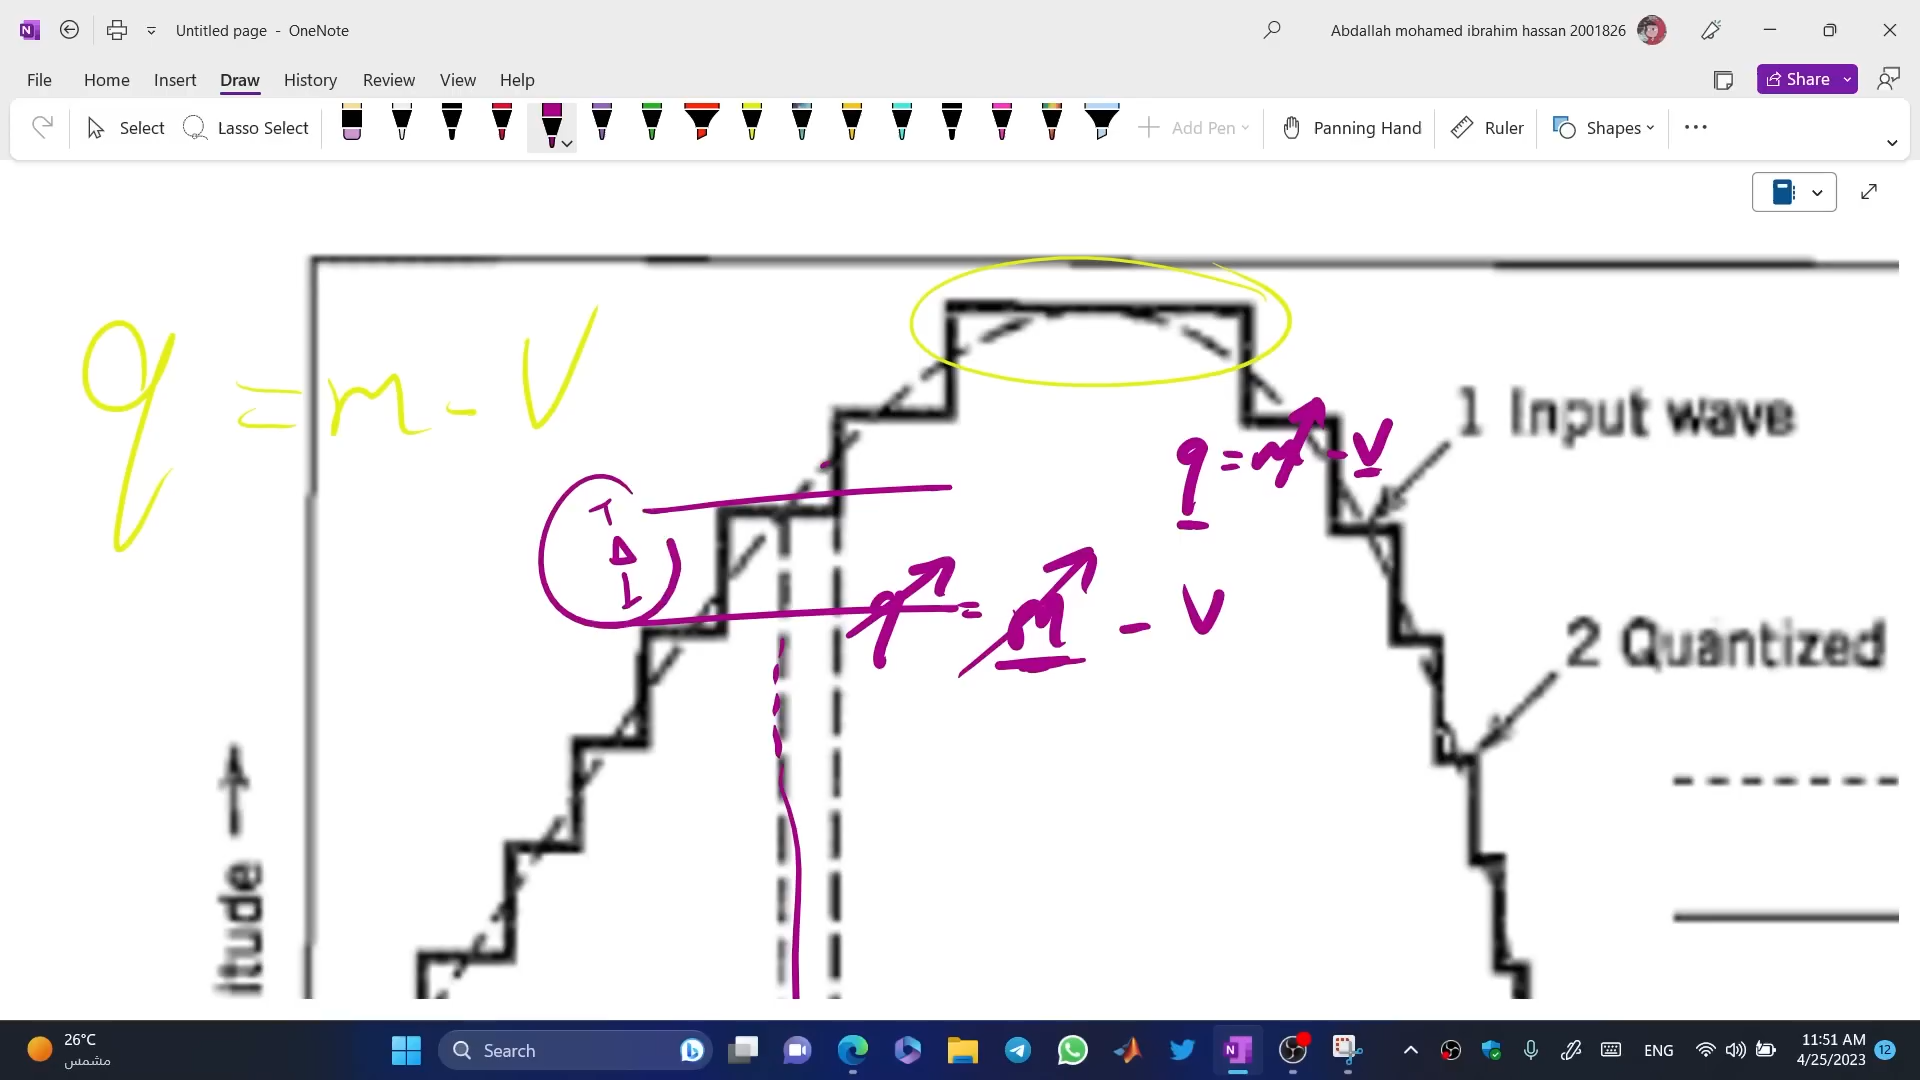 Untitled page - OneNote
Abdallah mohamed ibrahim hassan 2001826
File Home Insert Draw History Review View Help
Share
Select
Lasso Select
Add Pen
Panning Hand
Ruler
Shapes
q = m - V
1 Input wave
q = m - v
Δ
q = m - v
2 Quantized
itude
26°C
مشمس
Search
ENG
11:51 AM
4/25/2023
12